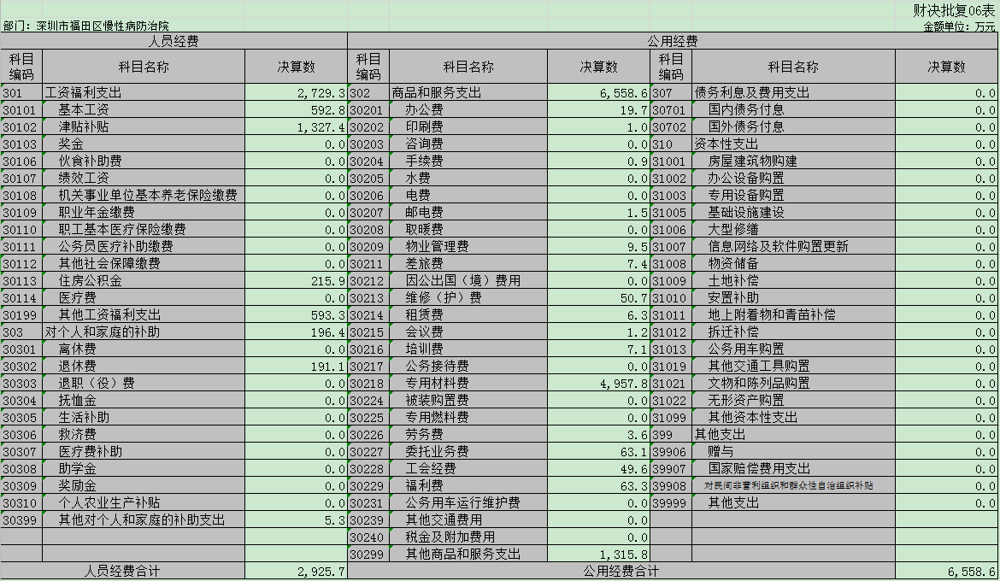 财决批复06表
部门：深圳市福田区慢性病防治院 金额单位：万元
人员经费 公用经费
科目编码 科目名称 决算数 科目编码 科目名称 决算数 科目编码 科目名称 决算数
301 工资福利支出 2,729.3 302 商品和服务支出 6,558.6 307 债务利息及费用支出 0.0
30101 基本工资 592.8 30201 办公费 19.7 30701 国内债务付息 0.0
30102 津贴补贴 1,327.4 30202 印刷费 1.0 30702 国外债务付息 0.0
30103 奖金 0.0 30203 咨询费 0.0 310 资本性支出 0.0
30106 伙食补助费 0.0 30204 手续费 0.9 31001 房屋建筑物购建 0.0
30107 绩效工资 0.0 30205 水费 0.0 31002 办公设备购置 0.0
30108 机关事业单位基本养老保险缴费 0.0 30206 电费 0.0 31003 专用设备购置 0.0
30109 职业年金缴费 0.0 30207 邮电费 1.5 31005 基础设施建设 0.0
30110 职工基本医疗保险缴费 0.0 30208 取暖费 0.0 31006 大型修缮 0.0
30111 公务员医疗补助缴费 0.0 30209 物业管理费 9.5 31007 信息网络及软件购置更新 0.0
30112 其他社会保障缴费 0.0 30211 差旅费 7.4 31008 物资储备 0.0
30113 住房公积金 215.9 30212 因公出国（境）费用 0.0 31009 土地补偿 0.0
30114 医疗费 0.0 30213 维修（护）费 50.7 31010 安置补助 0.0
30199 其他工资福利支出 593.3 30214 租赁费 6.3 31011 地上附着物和青苗补偿 0.0
303 对个人和家庭的补助 196.4 30215 会议费 1.2 31012 拆迁补偿 0.0
30301 离休费 0.0 30216 培训费 7.1 31013 公务用车购置 0.0
30302 退休费 191.1 30217 公务接待费 0.0 31019 其他交通工具购置 0.0
30303 退职（役）费 0.0 30218 专用材料费 4,957.8 31021 文物和陈列品购置 0.0
30304 抚恤金 0.0 30224 被装购置费 0.0 31022 无形资产购置 0.0
30305 生活补助 0.0 30225 专用燃料费 0.0 31099 其他资本性支出 0.0
30306 救济费 0.0 30226 劳务费 3.6 399 其他支出 0.0
30307 医疗费补助 0.0 30227 委托业务费 63.1 39906 赠与 0.0
30308 助学金 0.0 30228 工会经费 49.6 39907 国家赔偿费用支出 0.0
30309 奖励金 0.0 30229 福利费 63.3 39908 对民间非营利组织和群众性自治组织补贴 0.0
30310 个人农业生产补贴 0.0 30231 公务用车运行维护费 0.0 39999 其他支出 0.0
30399 其他对个人和家庭的补助支出 5.3 30239 其他交通费用 0.0
30240 税金及附加费用 0.0
30299 其他商品和服务支出 1,315.8
人员经费合计 2,925.7 公用经费合计 6,558.6